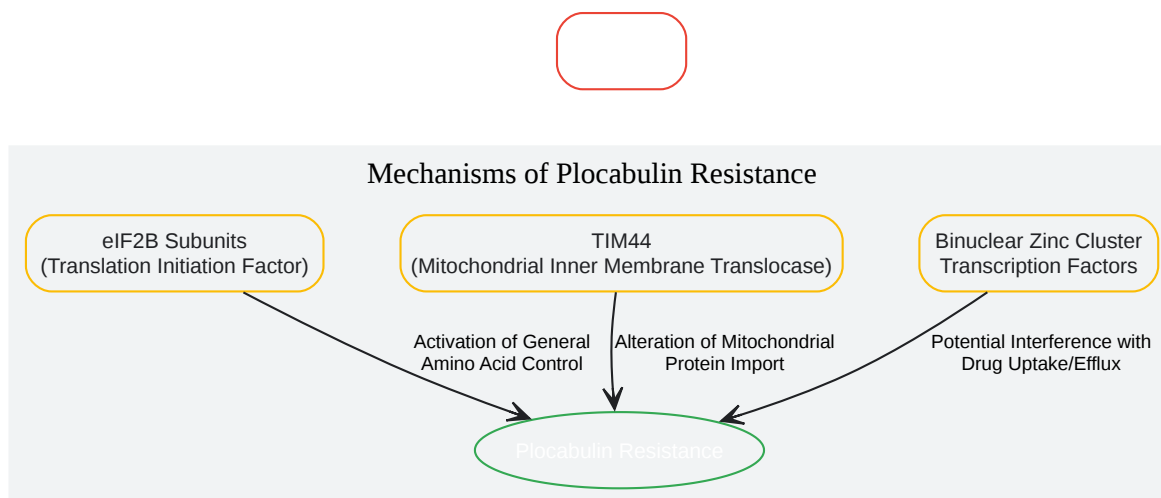 Mechanisms of Plocabulin Resistance
eIF2B Subunits
(Translation Initiation Factor)
TIM44
(Mitochondrial Inner Membrane Translocase)
Binuclear Zinc Cluster
Transcription Factors
Activation of General
Amino Acid Control
Alteration of Mitochondrial
Protein Import
Potential Interference with
Drug Uptake/Efflux
Plocabulin Resistance